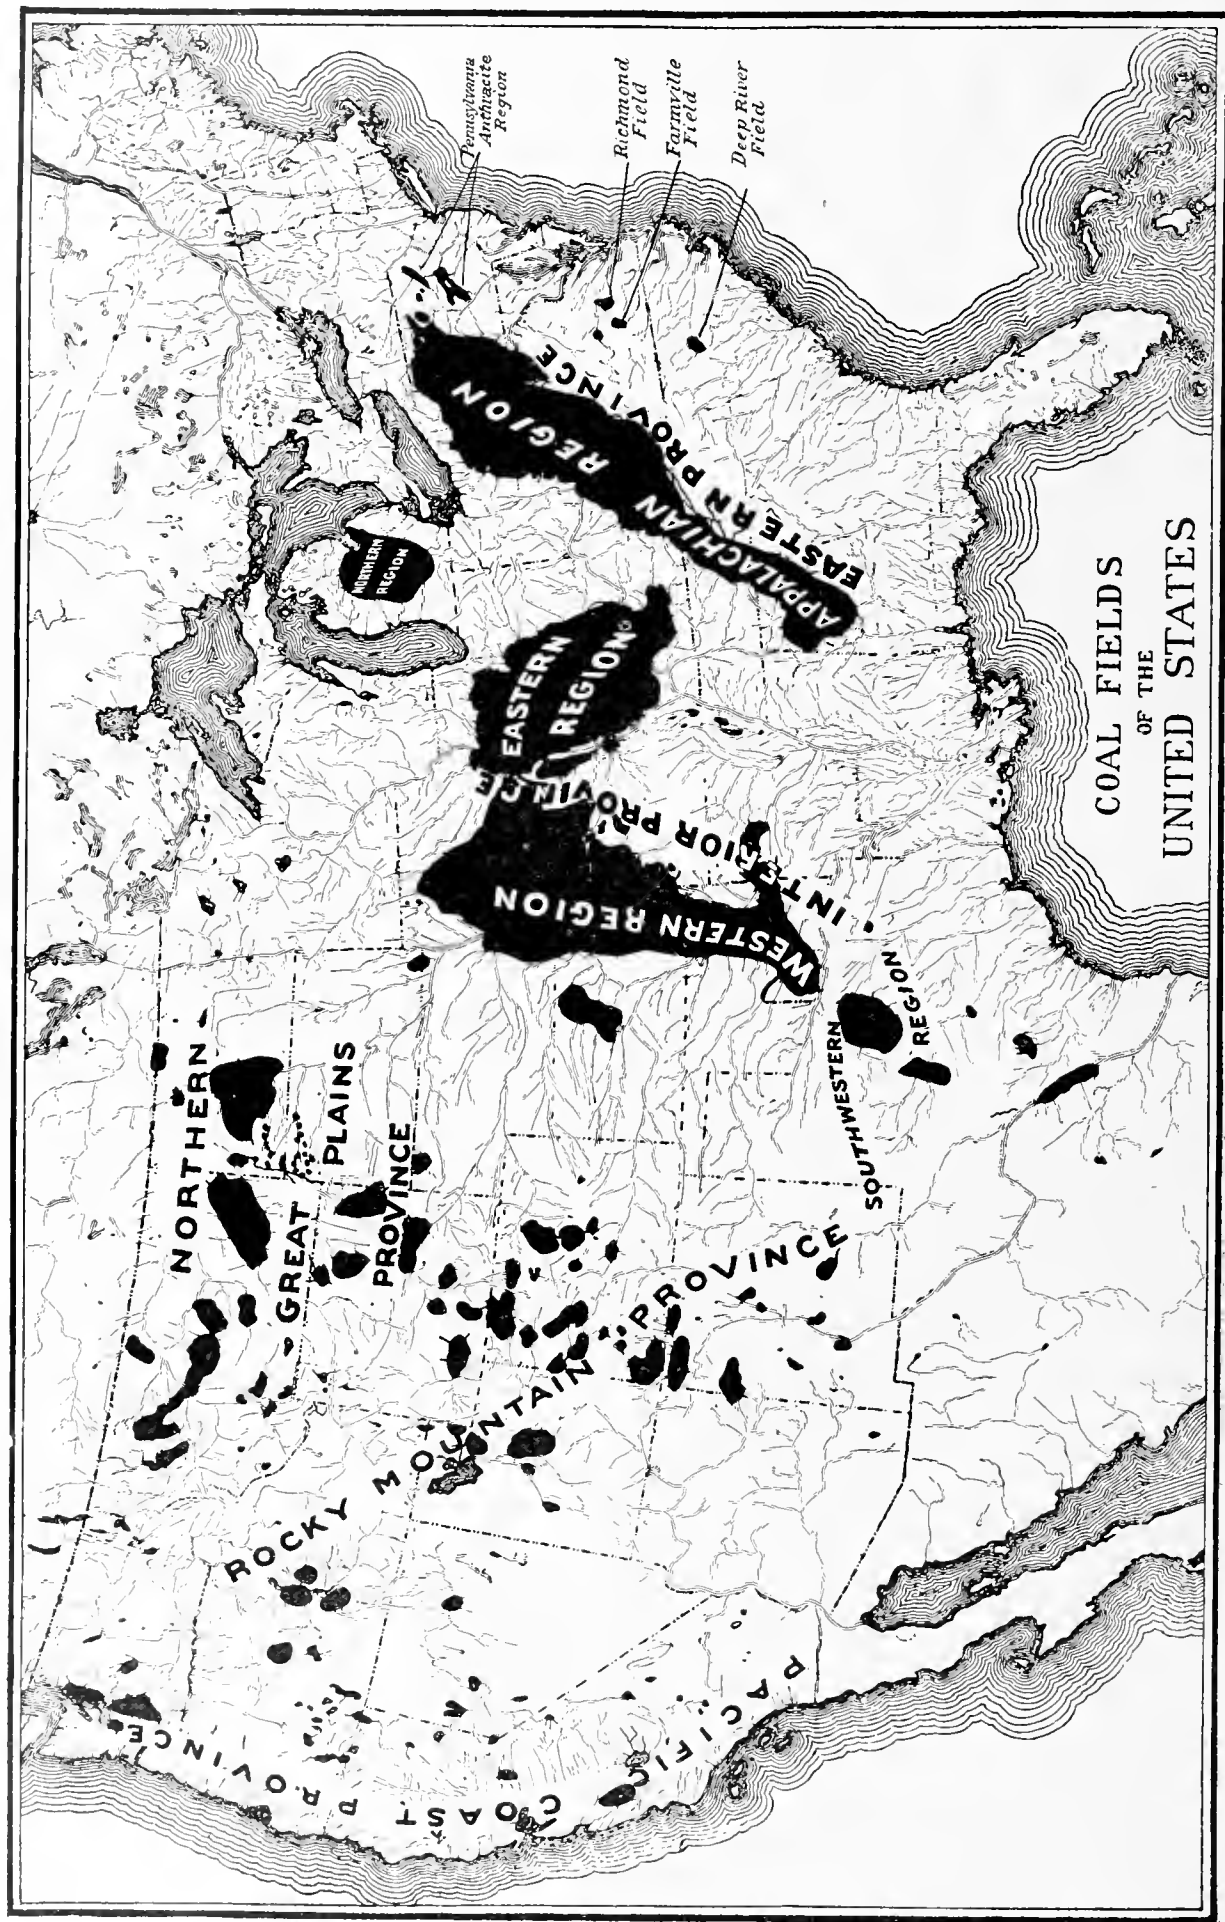 COAL FIELDS
OF THE
UNITED STATES
Pennsylvania
Anthracite
Region
Richmond
Field
Farmville
Field
Deep River
Field
NORTHERN
REGION
APPALACHIAN REGION
EASTERN PROVINCE
EASTERN
REGION
INTERIOR PROVINCE
WESTERN REGION
SOUTHWESTERN
REGION
NORTHERN
GREAT PLAINS
PROVINCE
ROCKY MOUNTAIN PROVINCE
PACIFIC COAST PROVINCE